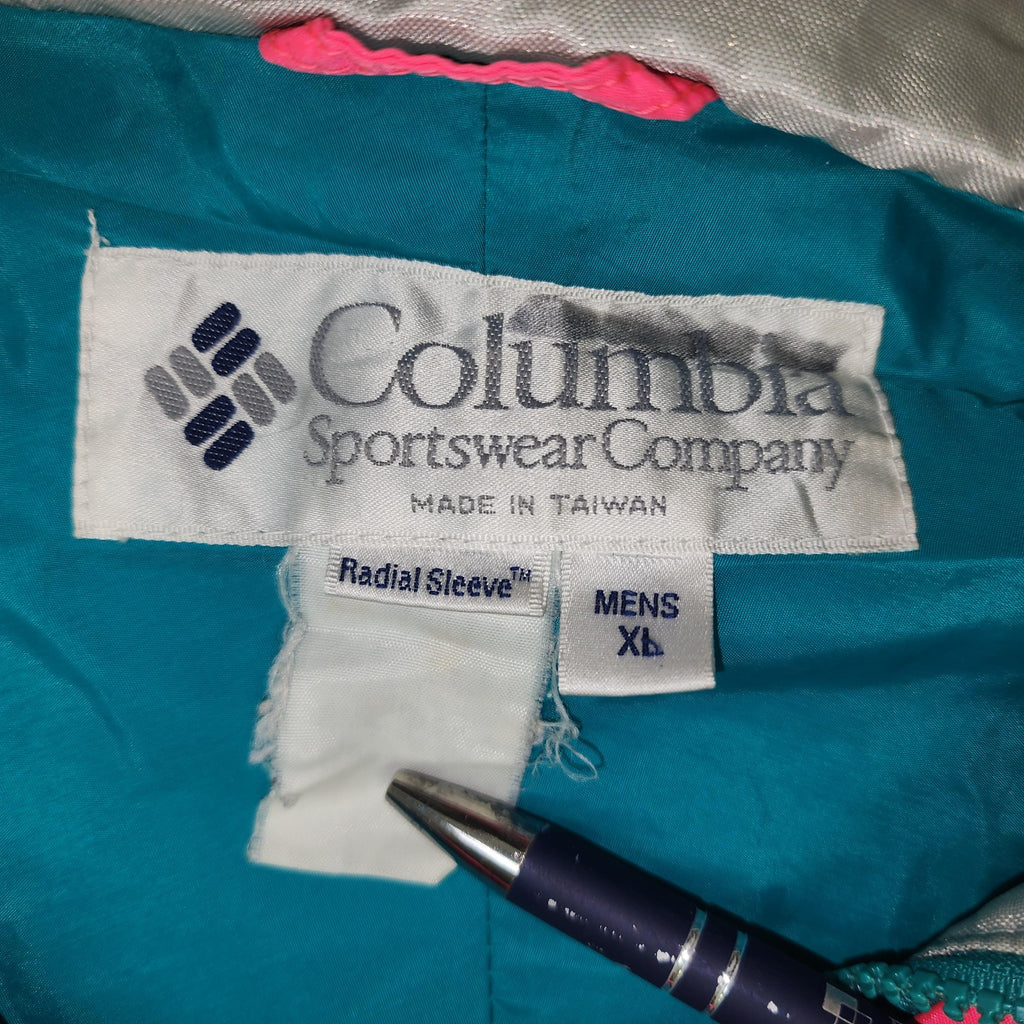 Columbia
Sportswear Company
MADE IN TAIWAN
Radial Sleeve™
MENS
XL